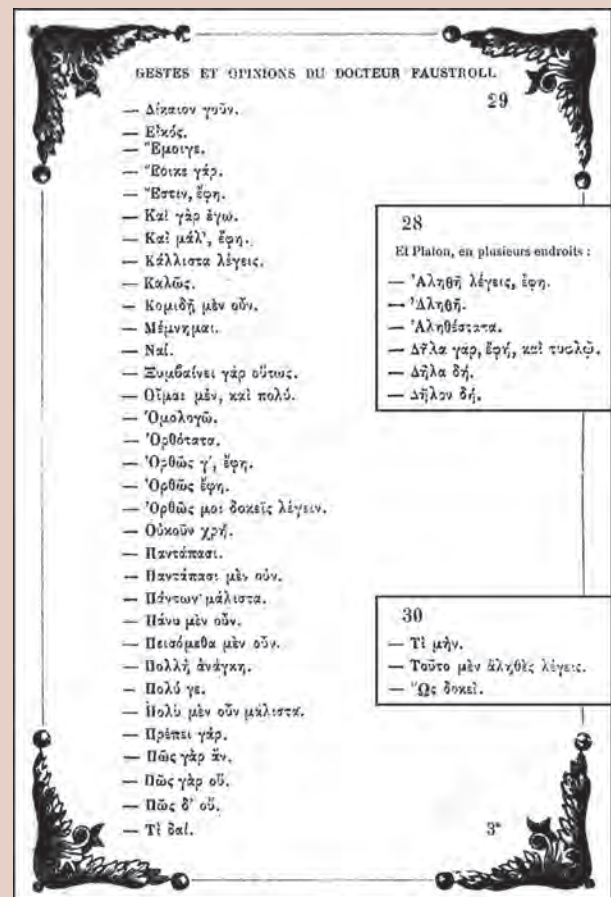 GESTES ET OPINIONS DU DOCTEUR FAUSTROLL
29
— Δίκαιον γοῦν.
— Εἰκός.
— Ἔμοιγε.
— Ἔοικε γάρ.
— Ἔστιν, ἔφη.
— Καὶ γὰρ ἐγώ.
— Καὶ μάλ', ἔφη.
— Κάλλιστα λέγεις.
— Καλῶς.
— Κομιδῇ μὲν οὖν.
— Μέμνημαι.
— Ναί.
— Ξυμβαίνει γὰρ οὕτως.
— Οἶμαι μὲν, καὶ πολύ.
— Ὁμολογῶ.
— Ὀρθότατα.
— Ὀρθῶς γ', ἔφη.
— Ὀρθῶς ἔφη.
— Ὀρθῶς μοι δοκεῖς λέγειν.
— Οὐκοῦν χρή.
— Παντάπασι.
— Παντάπασι μὲν οὖν.
— Πάντων μάλιστα.
— Πάνυ μὲν οὖν.
— Πεισόμεθα μὲν οὖν.
— Πολλὴ ἀνάγκη.
— Πολύ γε.
— Πολὺ μὲν οὖν μάλιστα.
— Πρέπει γάρ.
— Πῶς γὰρ ἄν.
— Πῶς γὰρ οὔ.
— Πῶς δ' οὔ.
— Τὶ δαί.
3*
28
Et Platon, en plusieurs endroits :
— Ἀληθῆ λέγεις, ἔφη.
— Ἀληθῆ.
— Ἀληθέστατα.
— Δῆλα γάρ, ἔφή, καὶ τυφλῷ.
— Δῆλα δή.
— Δῆλον δή.
30
— Τὶ μήν.
— Τοῦτο μὲν ἀληθὲς λέγεις.
— Ὣς δοκεῖ.